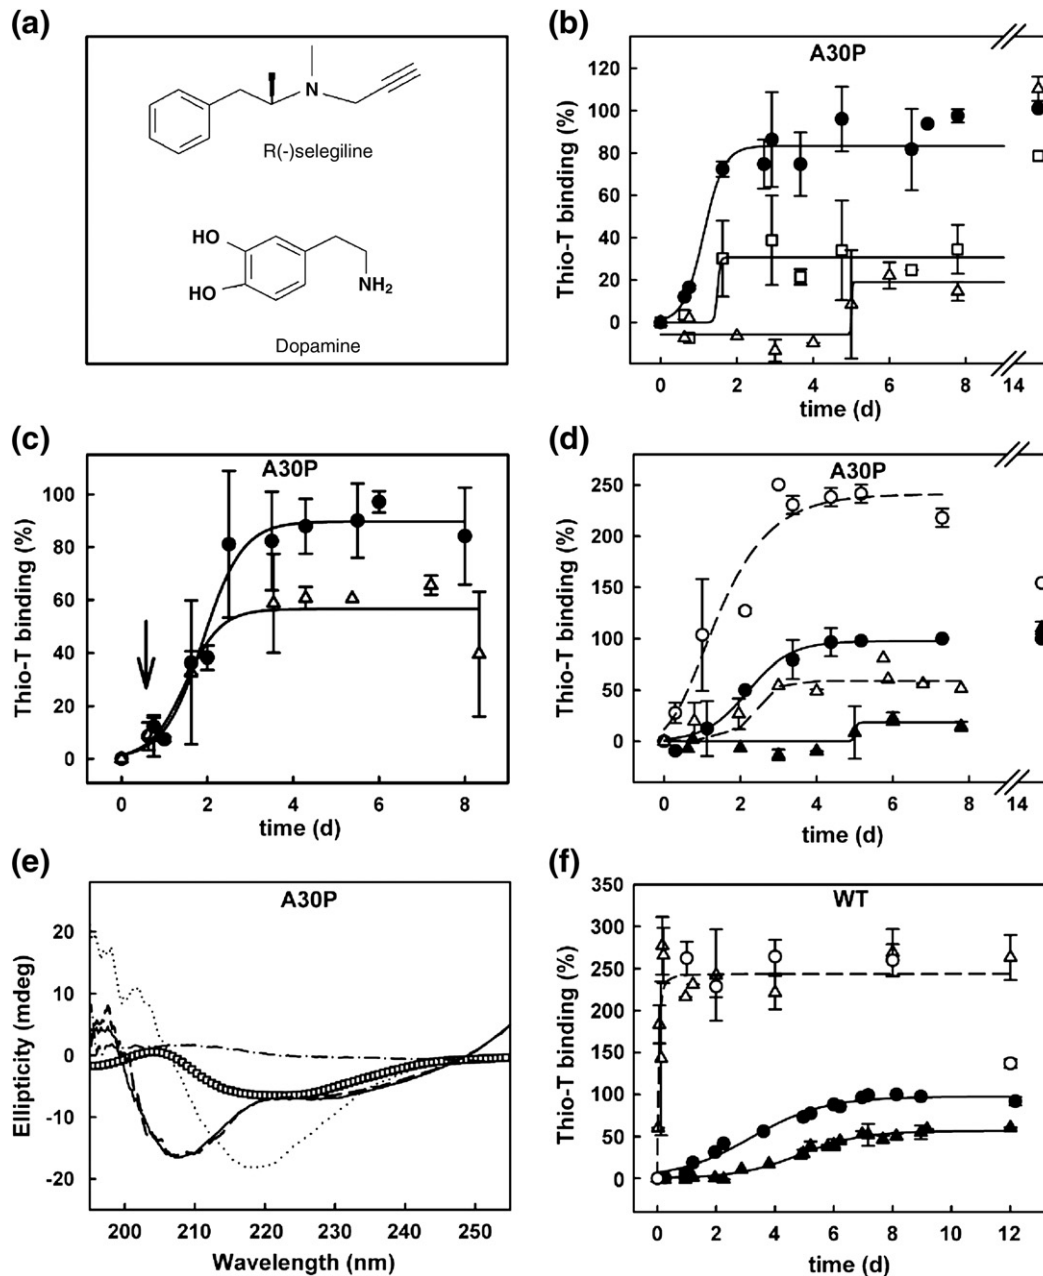 (a)
N
R(-)selegiline
HO
HO
NH2
Dopamine
(b)
A30P
Thio-T binding (%)
120
100
80
60
40
20
0
0 2 4 6 8 14
time (d)
(c)
A30P
Thio-T binding (%)
100
80
60
40
20
0
0 2 4 6 8
time (d)
(d)
A30P
Thio-T binding (%)
250
200
150
100
50
0
0 2 4 6 8 14
time (d)
(e)
A30P
Ellipticity (mdeg)
20
10
0
-10
-20
200 210 220 230 240 250
Wavelength (nm)
(f)
WT
Thio-T binding (%)
350
300
250
200
150
100
50
0
0 2 4 6 8 10 12
time (d)